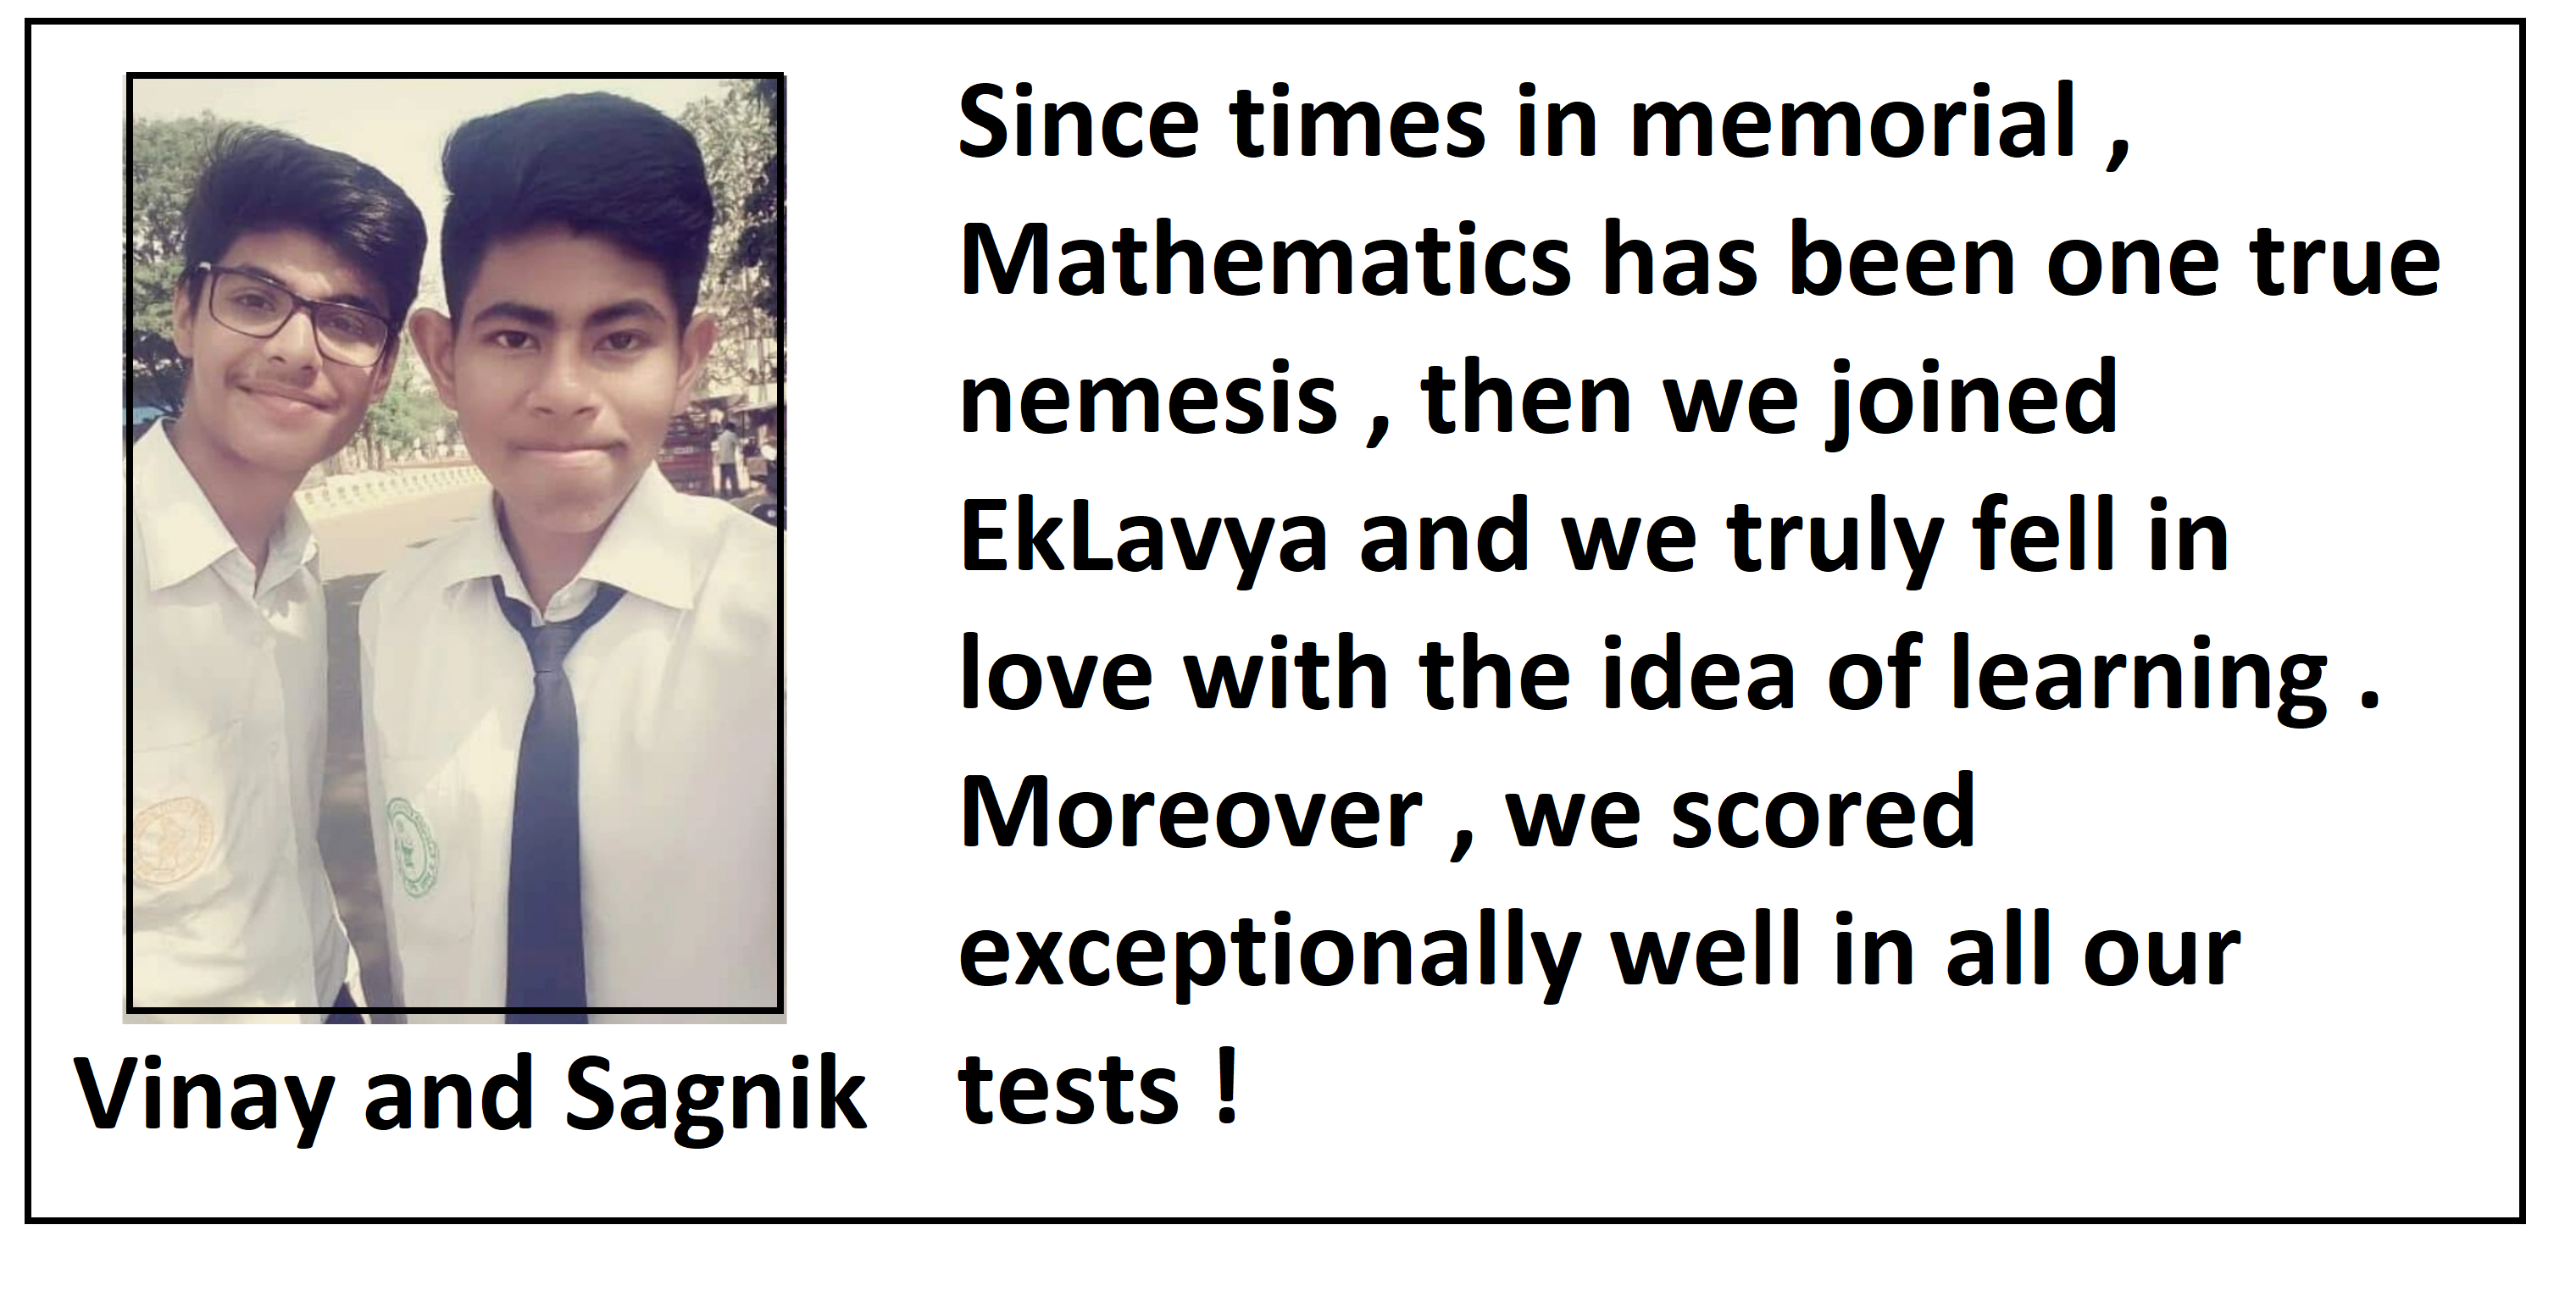 Since times in memorial ,
Mathematics has been one true
nemesis , then we joined
EkLavya and we truly fell in
love with the idea of learning .
Moreover , we scored
exceptionally well in all our
tests !
Vinay and Sagnik